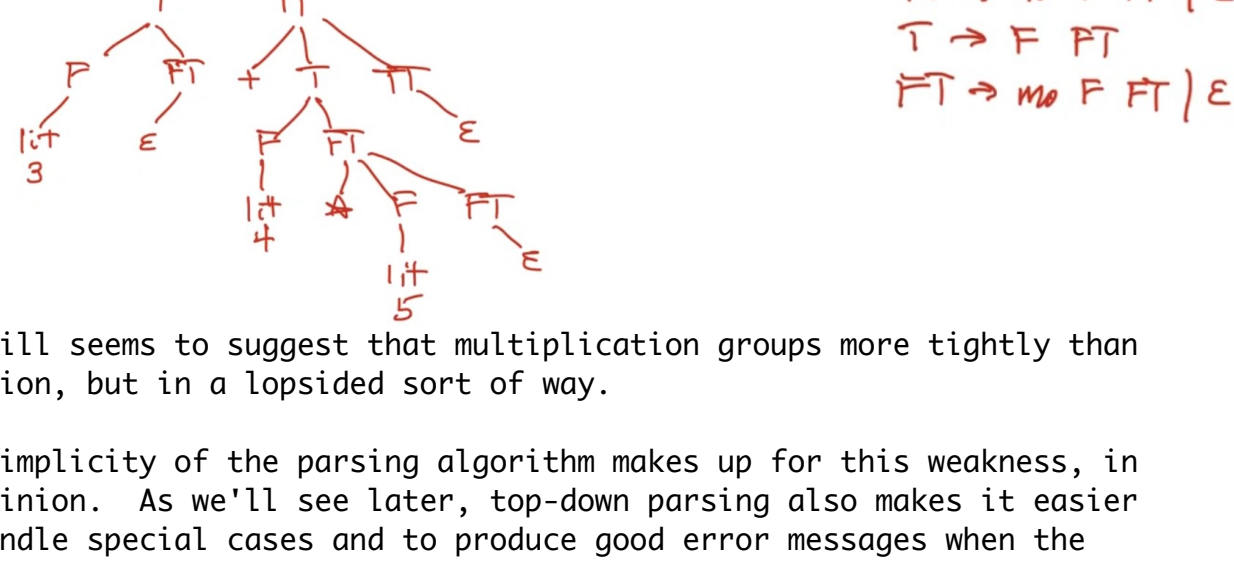 T → F FT
FT → mo F FT | ε
F FT + T TT
lit ε F FT ε
3
lit * F FT
4
lit ε
5
ill seems to suggest that multiplication groups more tightly than
ion, but in a lopsided sort of way.
implicity of the parsing algorithm makes up for this weakness, in
inion.  As we'll see later, top-down parsing also makes it easier
ndle special cases and to produce good error messages when the